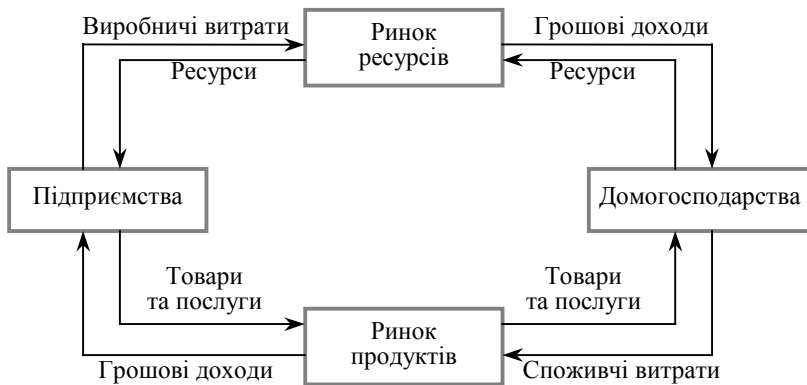 Виробничі витрати
Ринок
ресурсів
Грошові доходи
Ресурси
Ресурси
Підприємства
Домогосподарства
Товари
та послуги
Товари
та послуги
Ринок
продуктів
Грошові доходи
Споживчі витрати